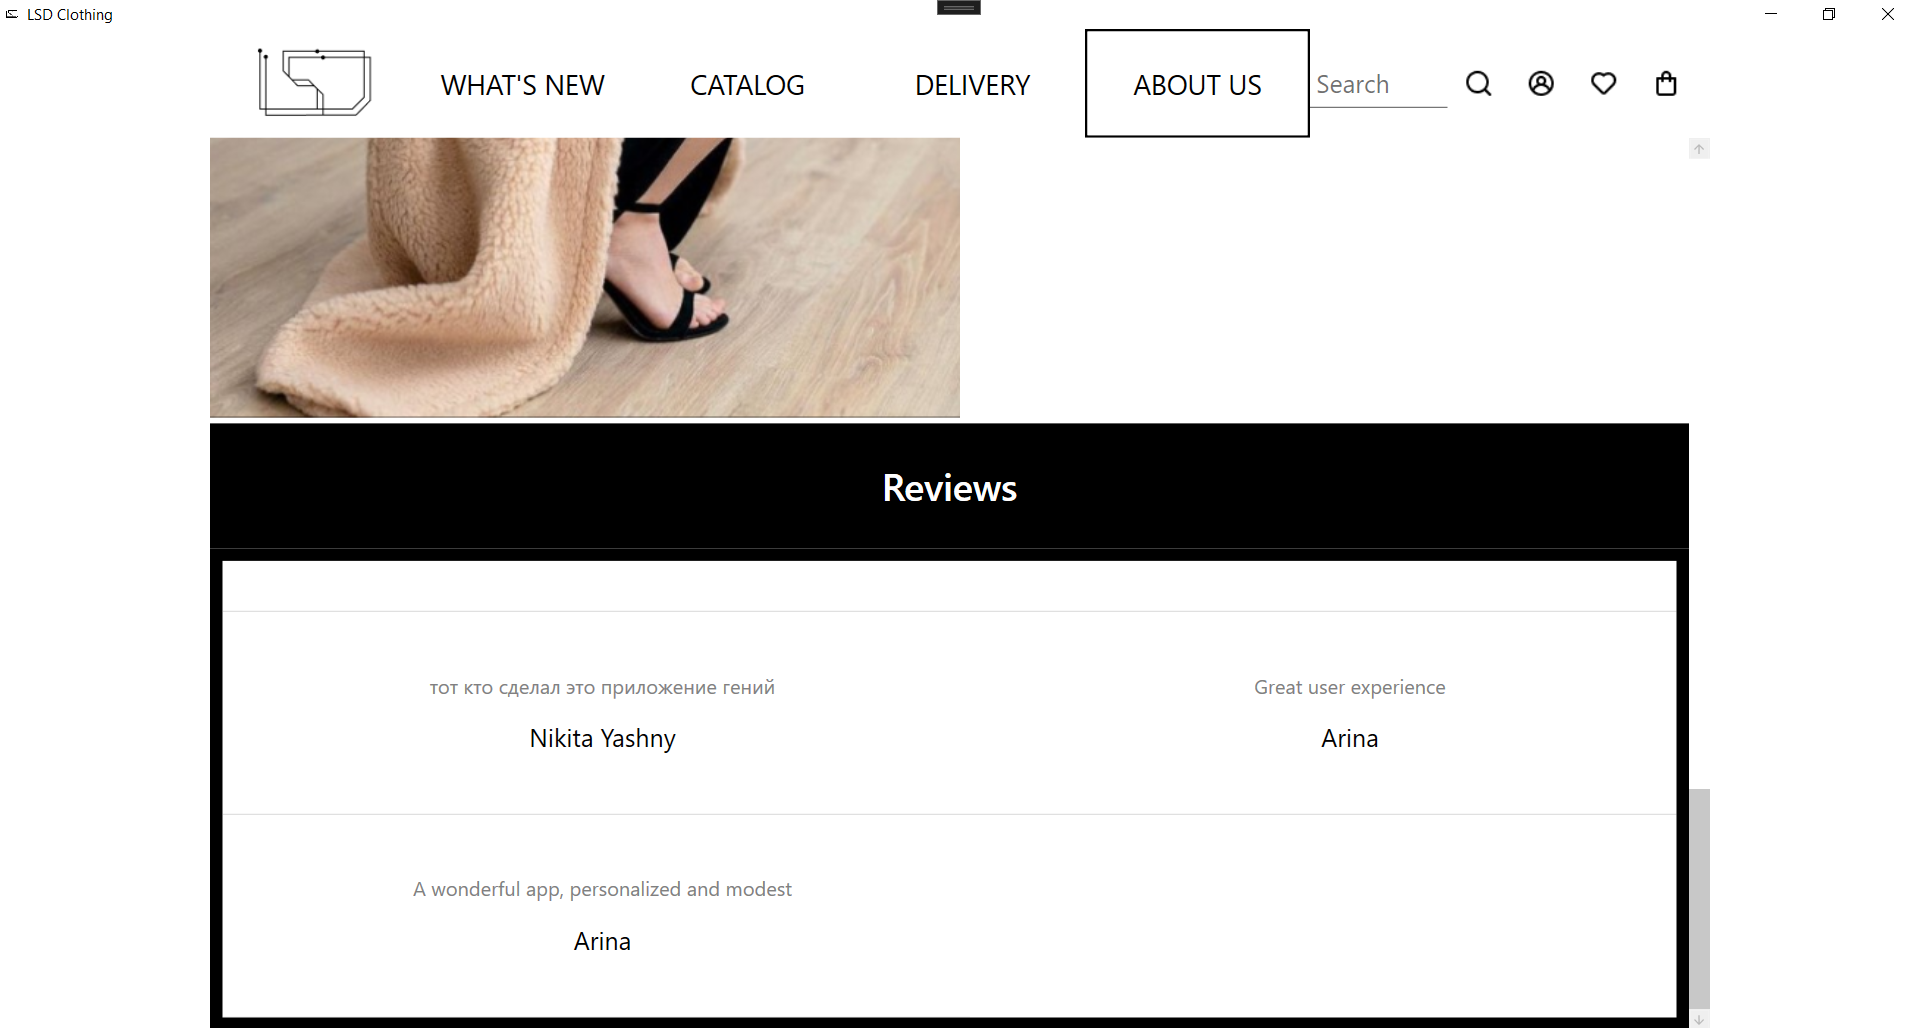 LSD Clothing
WHAT'S NEW
CATALOG
DELIVERY
ABOUT US
Search
Reviews
тот кто сделал это приложение гений
Nikita Yashny
Great user experience
Arina
A wonderful app, personalized and modest
Arina